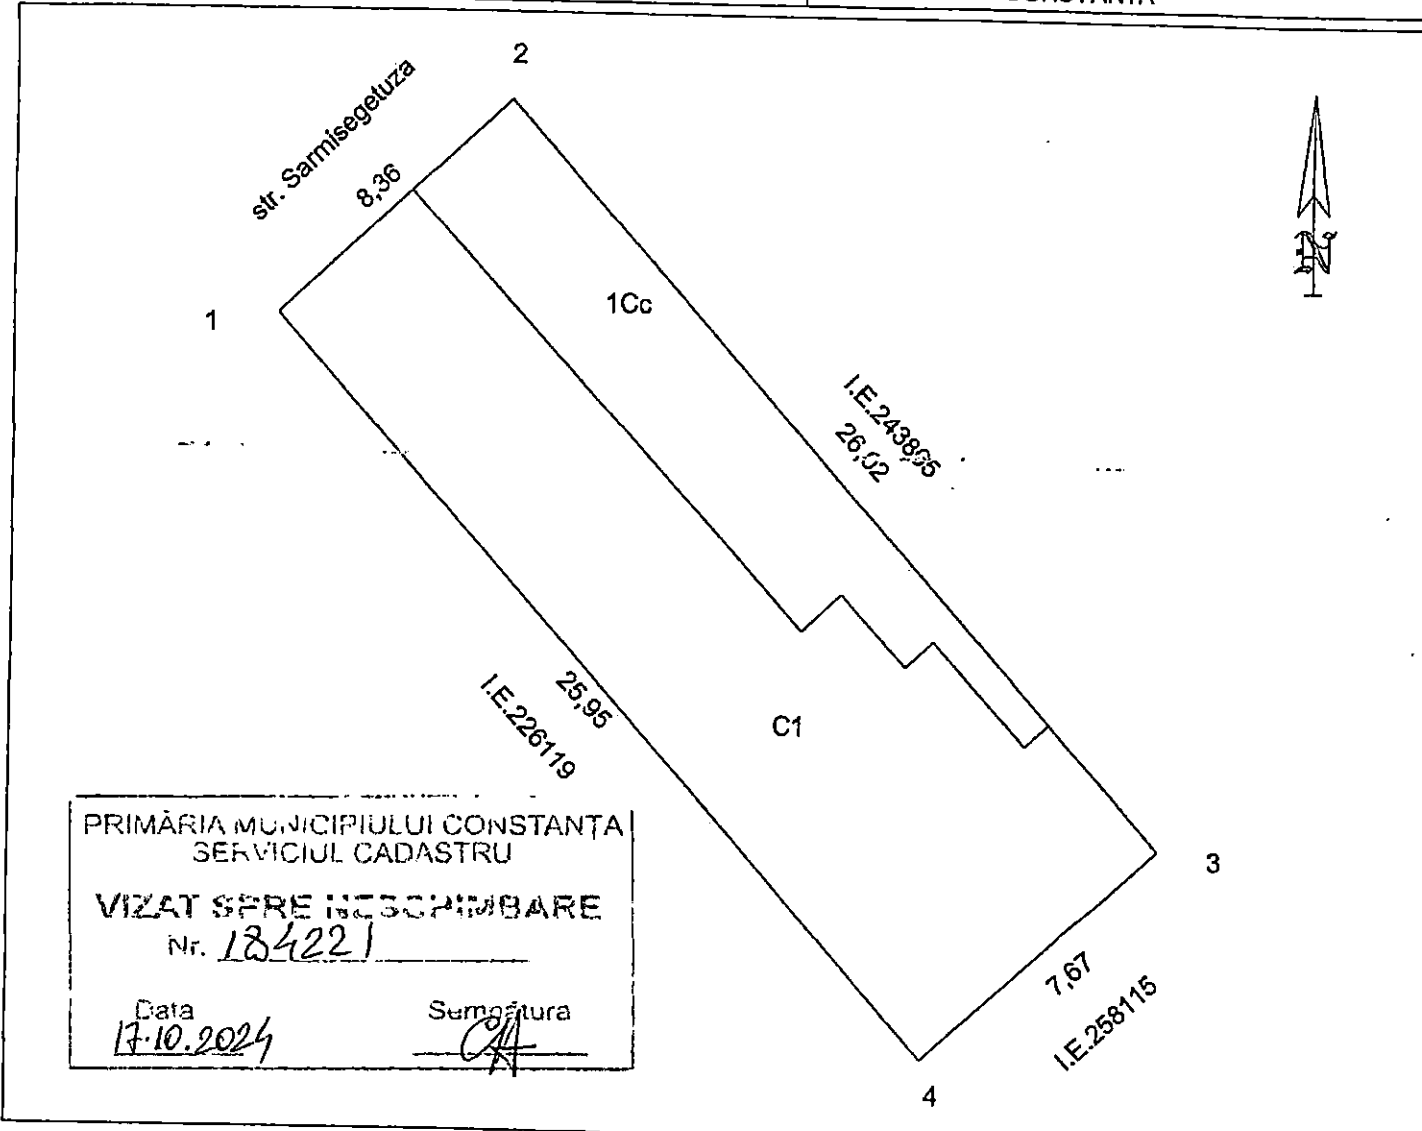 2
str. Sarmisegetuza
8,36
N
1
1Cc
26,02
25,95
I.E.226119
C1
PRIMĂRIA MUNICIPIULUI CONSTANȚA
SERVICIUL CADASTRU
VIZAT SPRE NESCHIMBARE
Nr. 184221
Data
Semnătura
17.10.2024
3
7,67
I.E.258115
4